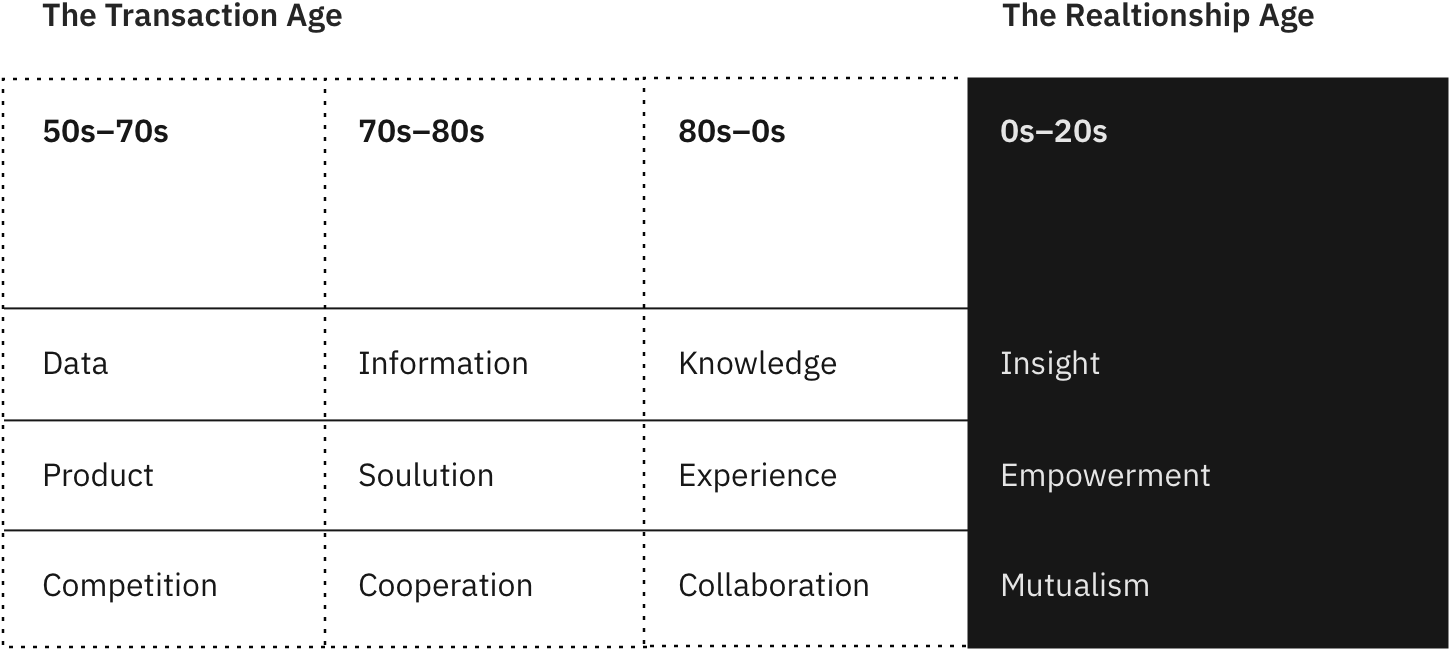 The Transaction Age
The Realtionship Age
50s–70s
70s–80s
80s–0s
0s–20s
Data
Information
Knowledge
Insight
Product
Soulution
Experience
Empowerment
Competition
Cooperation
Collaboration
Mutualism